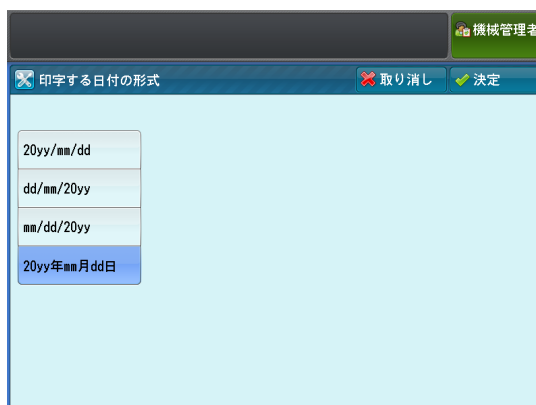 機械管理者
印字する日付の形式
取り消し
決定
20yy/mm/dd
dd/mm/20yy
mm/dd/20yy
20yy年mm月dd日